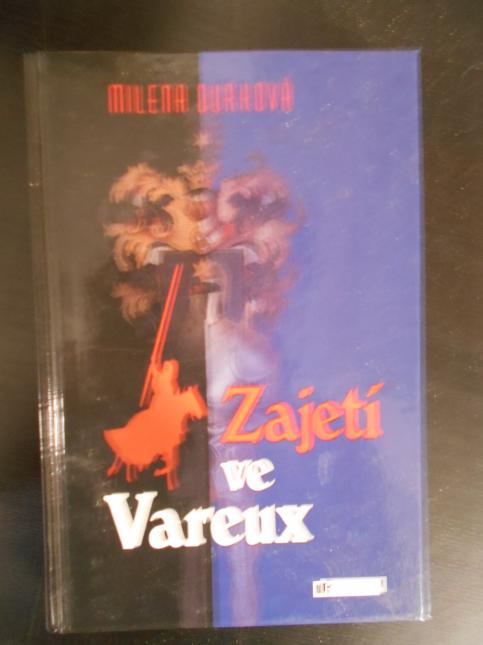 MILENA DURKOVÁ
Zajetí
ve
Vareux